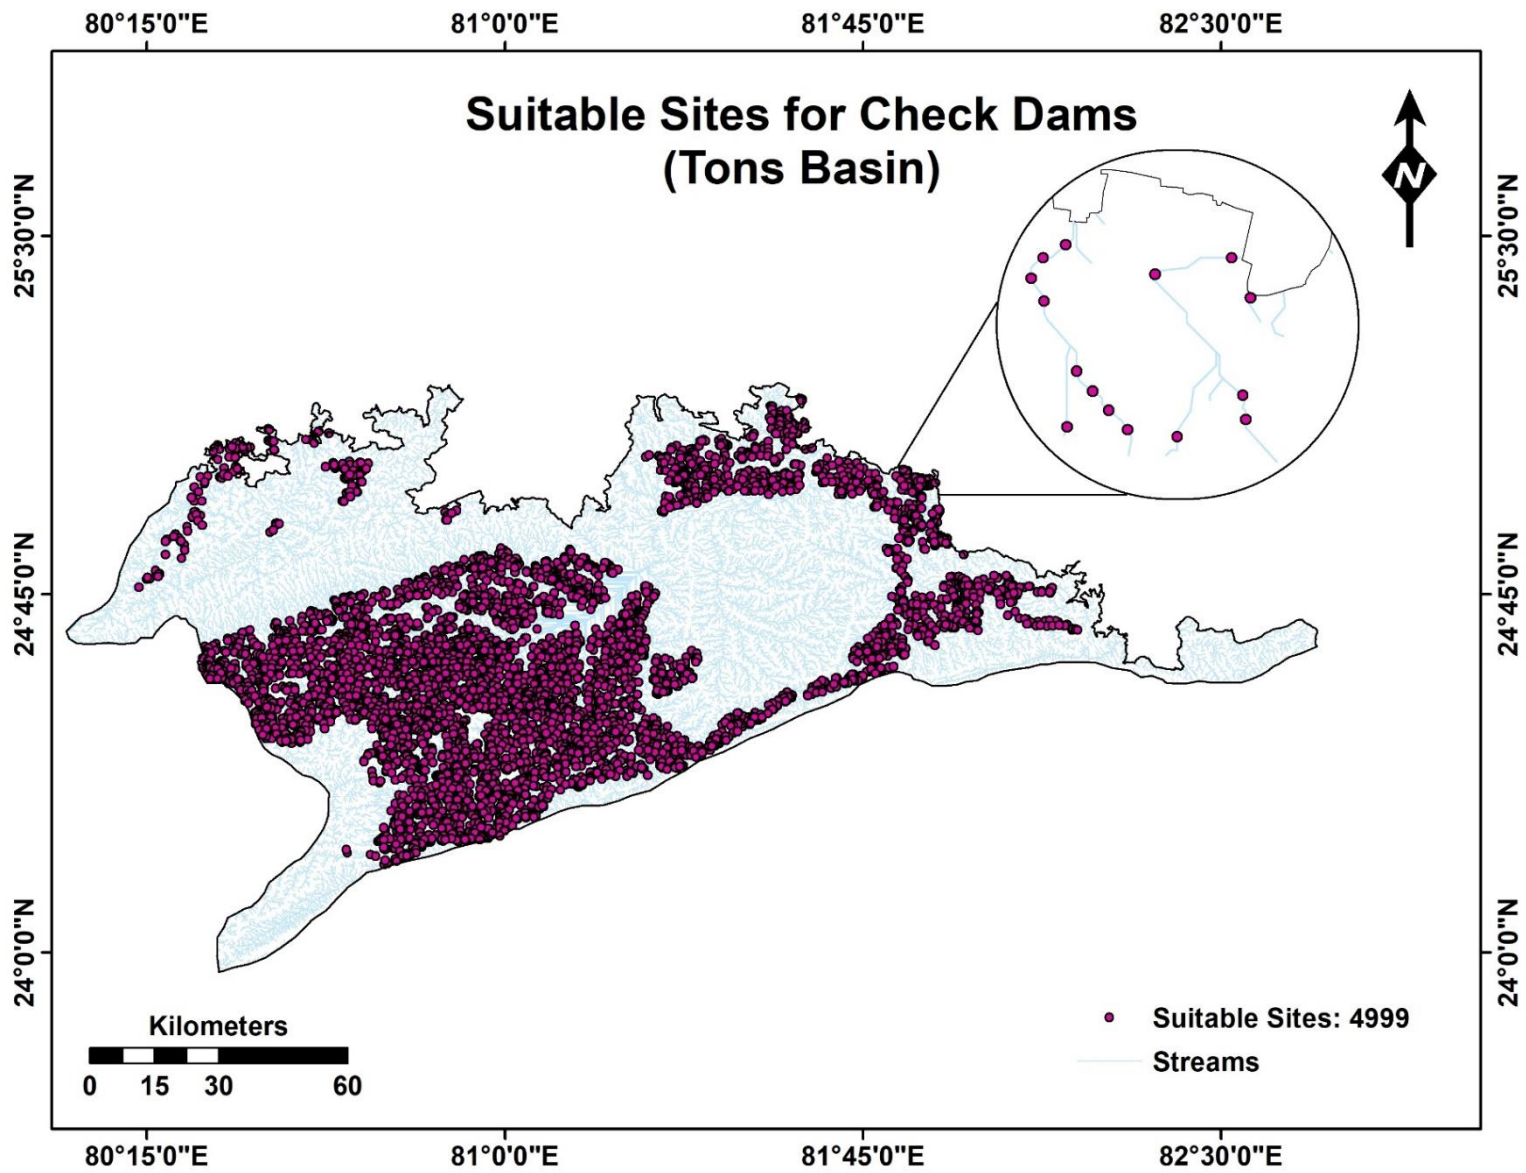 80°15'0"E 81°0'0"E 81°45'0"E 82°30'0"E
Suitable Sites for Check Dams
(Tons Basin)
N
25°30'0"N 25°30'0"N
24°45'0"N 24°45'0"N
24°0'0"N 24°0'0"N
Kilometers
0 15 30 60
Suitable Sites: 4999
Streams
80°15'0"E 81°0'0"E 81°45'0"E 82°30'0"E